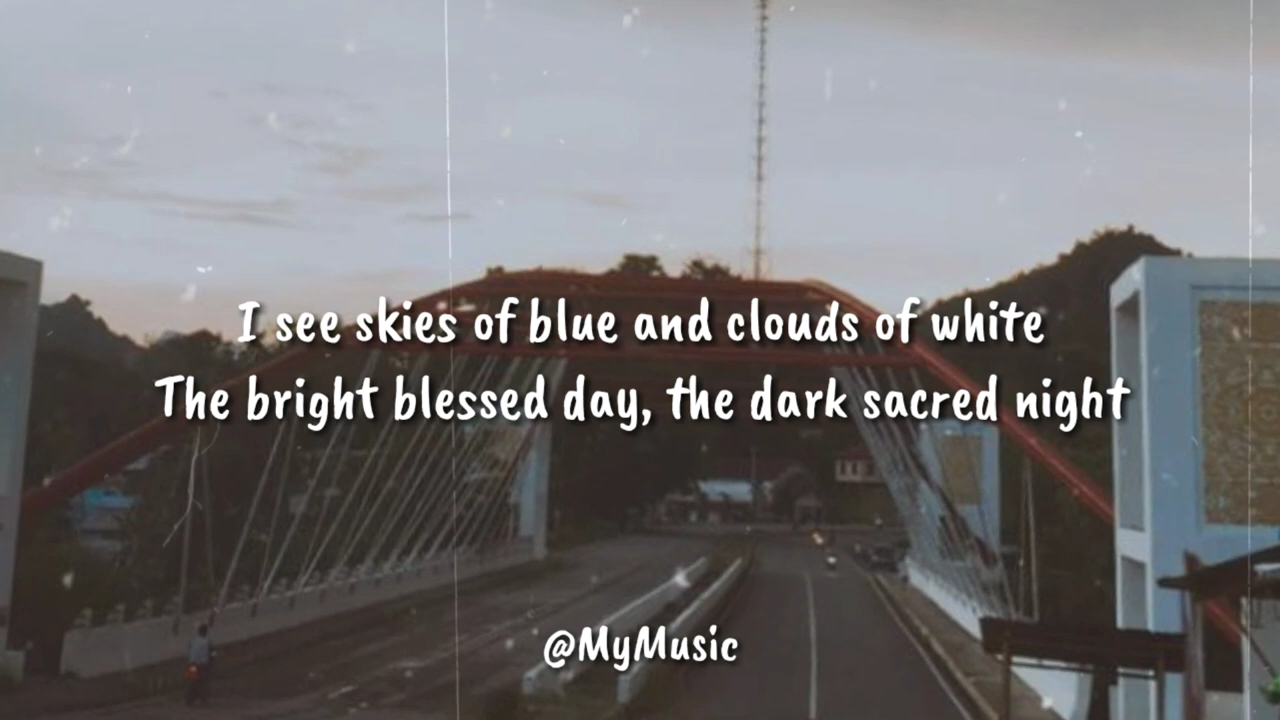 I see skies of blue and clouds of white
The bright blessed day, the dark sacred night
@MyMusic